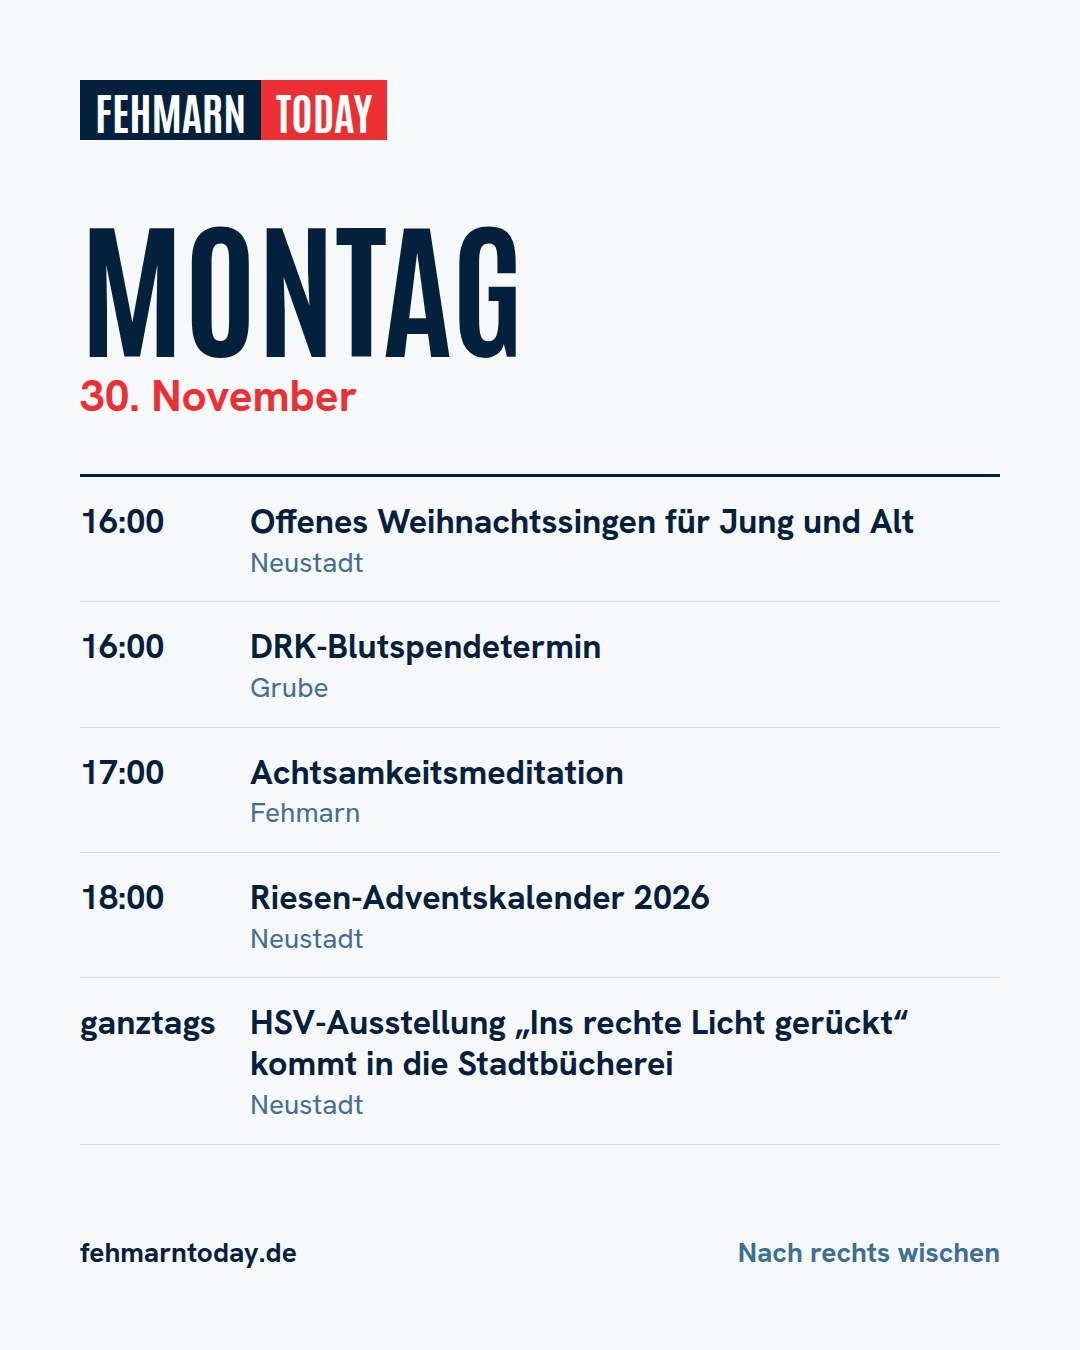 FEHMARN TODAY
MONTAG
30. November
16:00 Offenes Weihnachtssingen für Jung und Alt
Neustadt
16:00 DRK-Blutspendetermin
Grube
17:00 Achtsamkeitsmeditation
Fehmarn
18:00 Riesen-Adventskalender 2026
Neustadt
ganztags HSV-Ausstellung „Ins rechte Licht gerückt“
kommt in die Stadtbücherei
Neustadt
fehmarntoday.de Nach rechts wischen